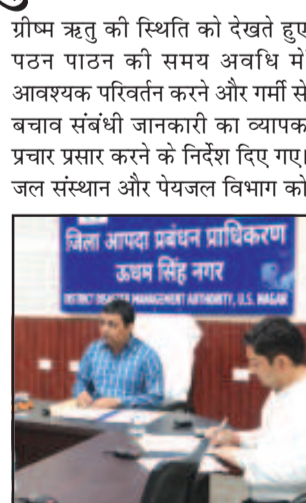 ग्रीष्म ऋतु की स्थिति को देखते हुए
पठन पाठन की समय अवधि में
आवश्यक परिवर्तन करने और गर्मी से
बचाव संबंधी जानकारी का व्यापक
प्रचार प्रसार करने के निर्देश दिए गए।
जल संस्थान और पेयजल विभाग को
जिला आपदा प्रबंधन प्राधिकरण
ऊधम सिंह नगर
DISTRICT DISASTER MANAGEMENT AUTHORITY, U.S. NAGAR